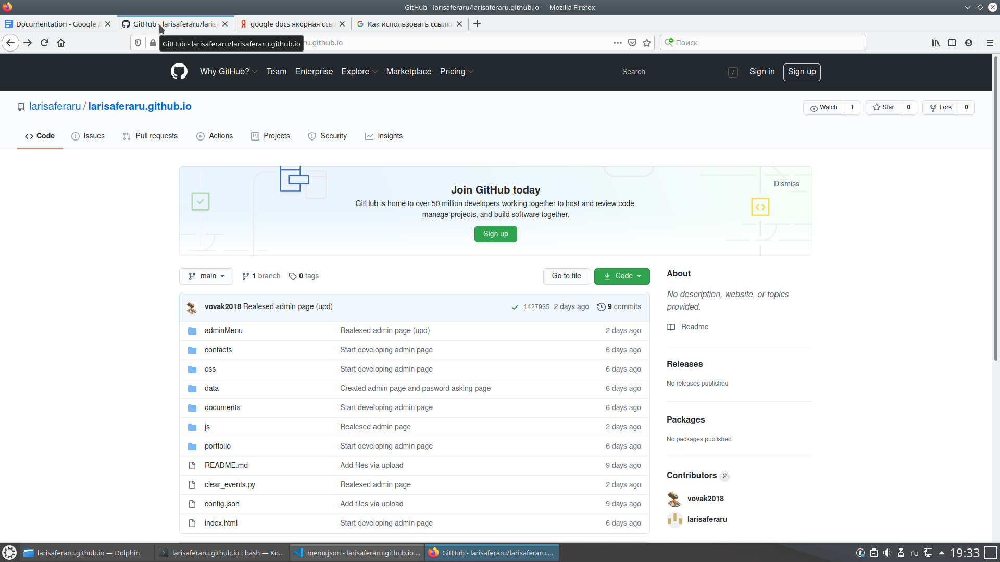 GitHub - larisaferaru/larisaferaru.github.io — Mozilla Firefox
Documentation - Google
GitHub - larisaferaru/larisa
google docs якорная ссы
Как использовать ссылк
GitHub - larisaferaru/larisaferaru.github.io
ru.github.io
Поиск
Why GitHub?
Team
Enterprise
Explore
Marketplace
Pricing
Search
/
Sign in
Sign up
larisaferaru / larisaferaru.github.io
Watch 1
Star 0
Fork 0
Code
Issues
Pull requests
Actions
Projects
Security
Insights
Join GitHub today
Dismiss
GitHub is home to over 50 million developers working together to host and review code,
manage projects, and build software together.
Sign up
main
1 branch
0 tags
Go to file
Code
vovak2018 Realesed admin page (upd) 1427935 2 days ago 9 commits
adminMenu Realesed admin page (upd) 2 days ago
contacts Start developing admin page 6 days ago
css Start developing admin page 6 days ago
data Created admin page and pasword asking page 6 days ago
documents Start developing admin page 6 days ago
js Realesed admin page 2 days ago
portfolio Start developing admin page 6 days ago
README.md Add files via upload 9 days ago
clear_events.py Realesed admin page 2 days ago
config.json Add files via upload 9 days ago
index.html Start developing admin page 6 days ago
About
No description, website, or topics
provided.
Readme
Releases
No releases published
Packages
No packages published
Contributors 2
vovak2018
larisaferaru
larisaferaru.github.io — Dolphin
larisaferaru.github.io : bash — Ko...
menu.json - larisaferaru.github.io ...
GitHub - larisaferaru/larisaferaru....
ru
19:33